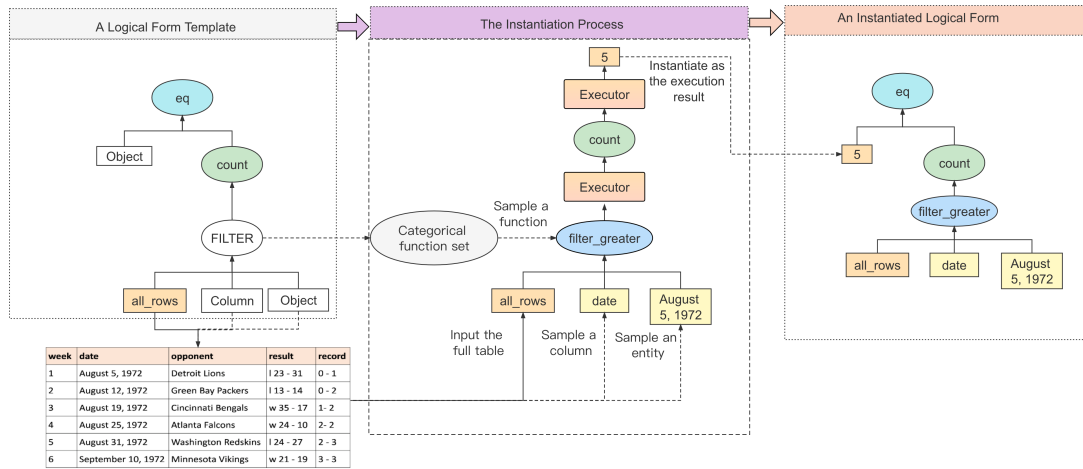 A Logical Form Template
The Instantiation Process
An Instantiated Logical Form
eq
Object
count
FILTER
all_rows
Column
Object
week date opponent result record
1 August 5, 1972 Detroit Lions l 23 - 31 0 - 1
2 August 12, 1972 Green Bay Packers l 13 - 14 0 - 2
3 August 19, 1972 Cincinnati Bengals w 35 - 17 1- 2
4 August 25, 1972 Atlanta Falcons w 24 - 10 2- 2
5 August 31, 1972 Washington Redskins l 24 - 27 2 - 3
6 September 10, 1972 Minnesota Vikings w 21 - 19 3 - 3
5
Instantiate as
the execution
result
Executor
count
Executor
Sample a
function
Categorical
function set
filter_greater
all_rows
date
August
5, 1972
Input the
full table
Sample a
column
Sample an
entity
eq
5
count
filter_greater
all_rows
date
August
5, 1972